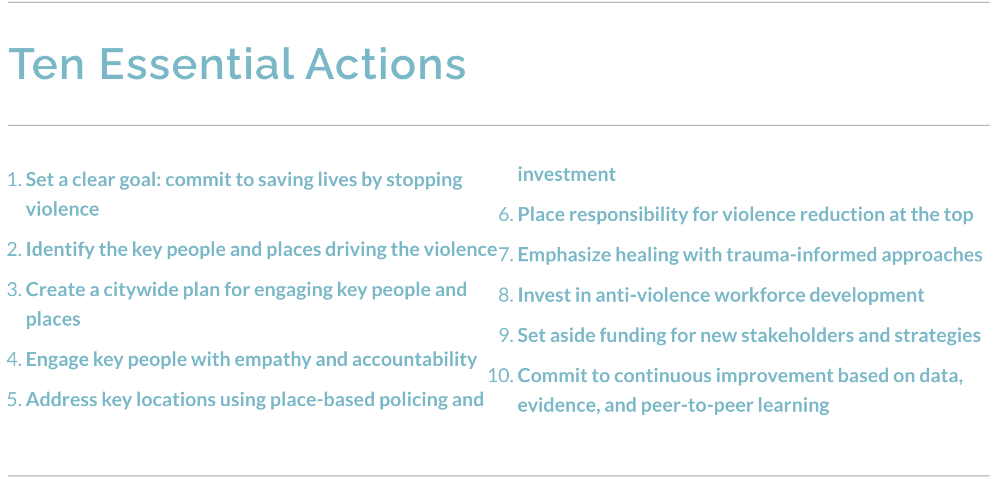 Ten Essential Actions
1. Set a clear goal: commit to saving lives by stopping
violence
2. Identify the key people and places driving the violence
3. Create a citywide plan for engaging key people and
places
4. Engage key people with empathy and accountability
5. Address key locations using place-based policing and
investment
6. Place responsibility for violence reduction at the top
7. Emphasize healing with trauma-informed approaches
8. Invest in anti-violence workforce development
9. Set aside funding for new stakeholders and strategies
10. Commit to continuous improvement based on data,
evidence, and peer-to-peer learning